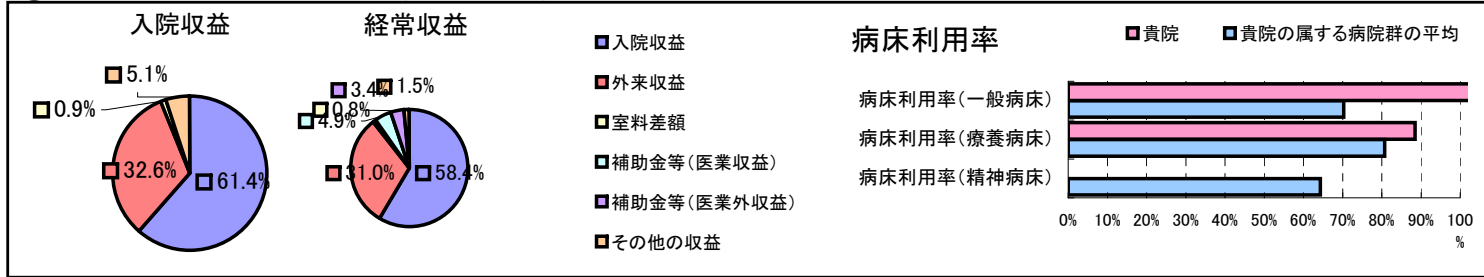 入院収益
5.1%
0.9%
32.6%
61.4%
経常収益
3.4%
1.5%
0.8%
4.9%
31.0%
58.4%
入院収益
外来収益
室料差額
補助金等(医業収益)
補助金等(医業外収益)
その他の収益
病床利用率
貴院 貴院の属する病院群の平均
病床利用率(一般病床)
病床利用率(療養病床)
病床利用率(精神病床)
0% 10% 20% 30% 40% 50% 60% 70% 80% 90% 100
%